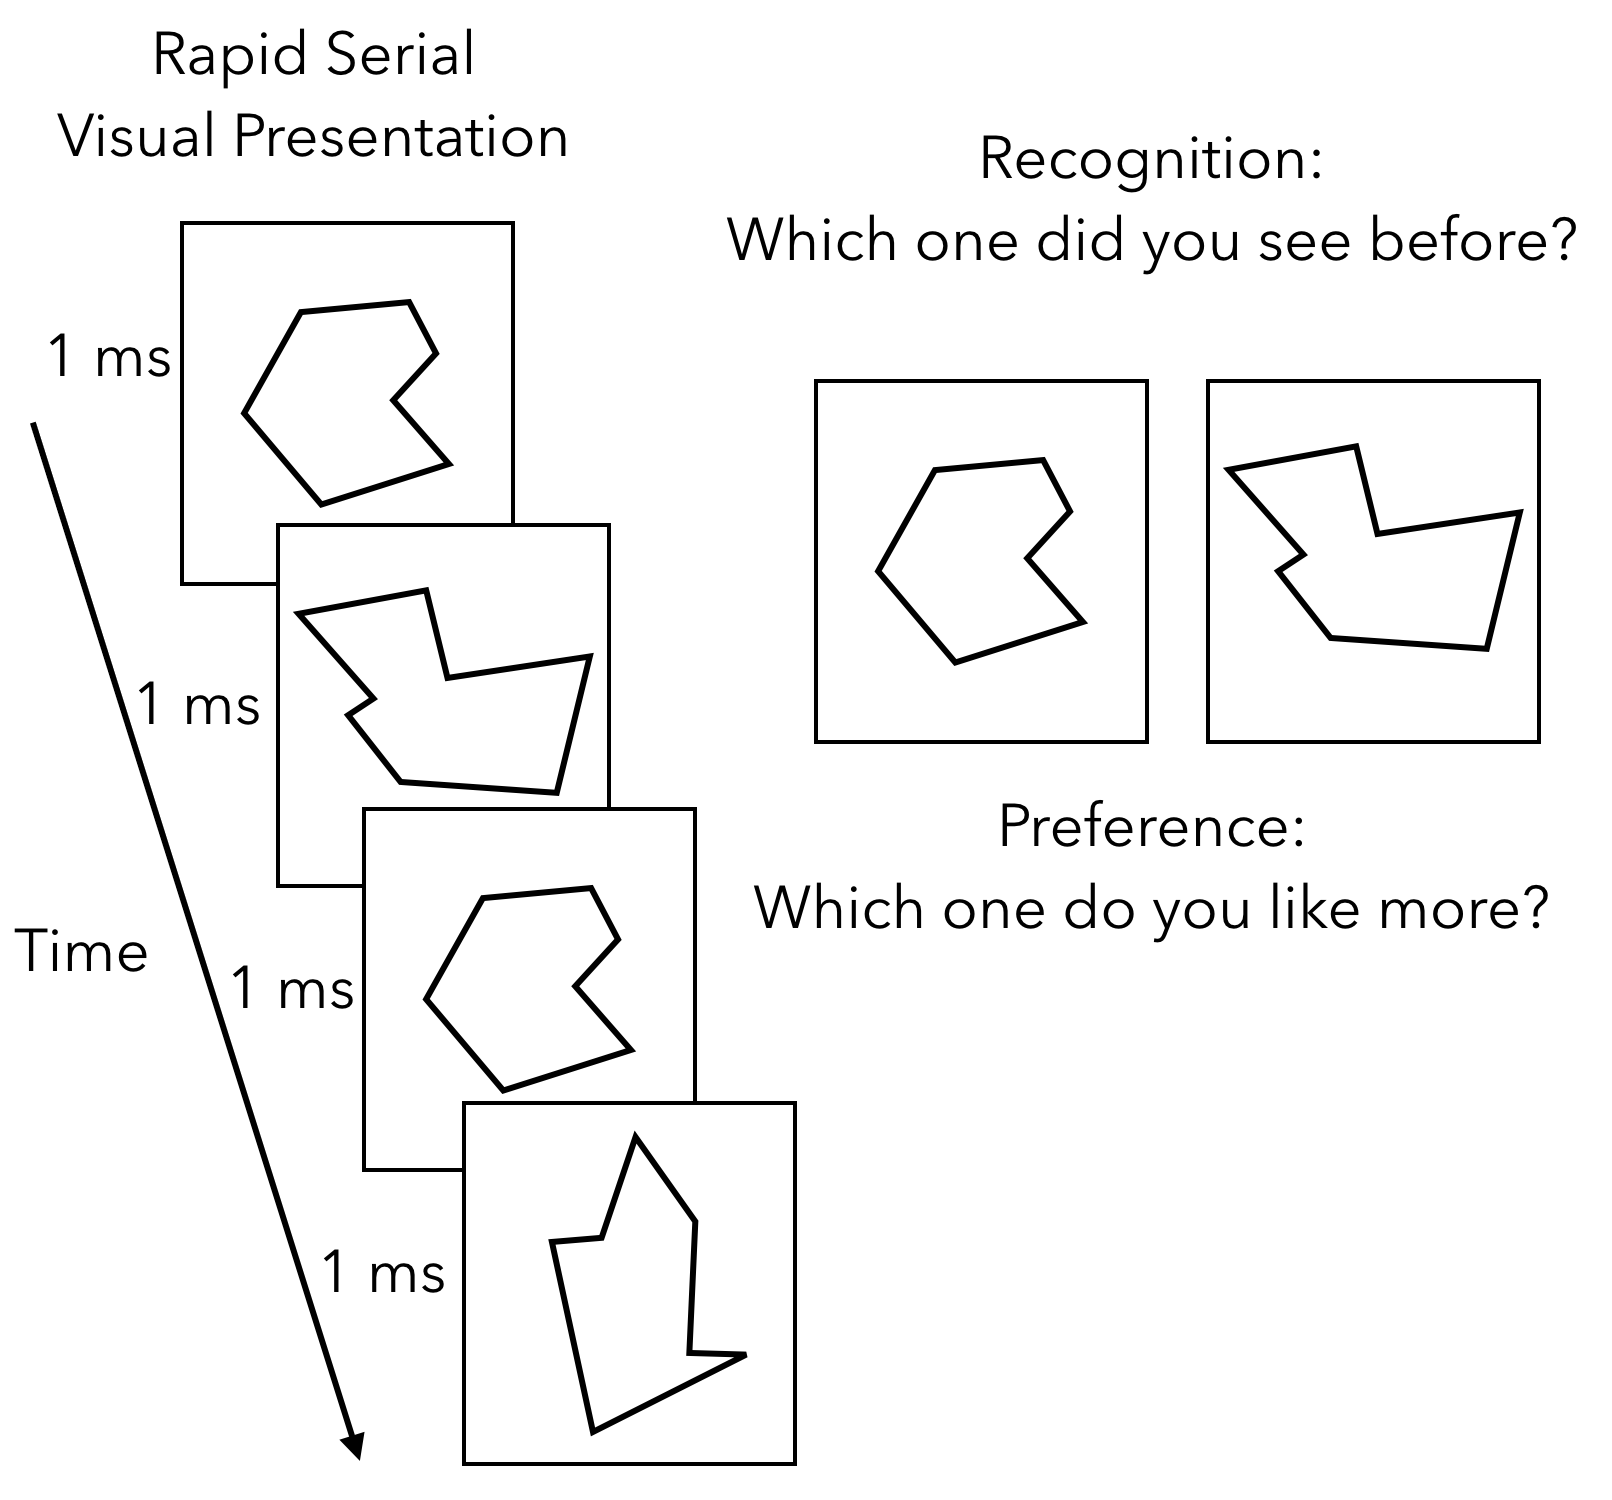 Rapid Serial
Visual Presentation
1 ms
1 ms
Time
1 ms
1 ms
Recognition:
Which one did you see before?
Preference:
Which one do you like more?